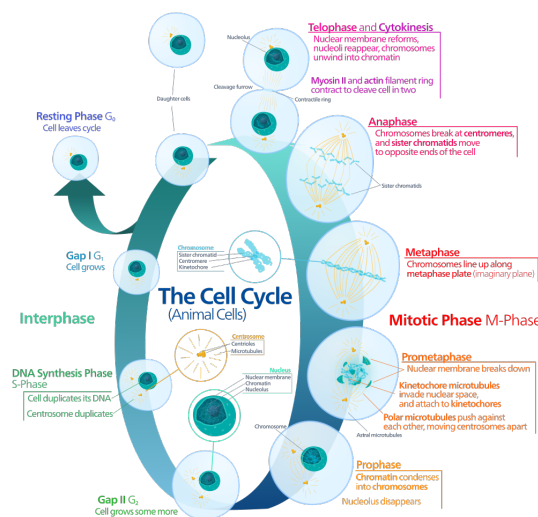 Telophase and Cytokinesis
Nuclear membrane reforms,
nucleoli reappear, chromosomes
unwind into chromatin
Myosin II and actin filament ring
contract to cleave cell in two
Nucleolus
Cleavage furrow
Contractile ring
Daughter cells
Resting Phase G₀
Cell leaves cycle
Anaphase
Chromosomes break at centromeres,
and sister chromatids move
to opposite ends of the cell
Sister chromatids
Gap I G₁
Cell grows
Chromosome
Sister chromatid
Centromere
Kinetochore
Metaphase
Chromosomes line up along
metaphase plate (imaginary plane)
The Cell Cycle
(Animal Cells)
Interphase
Mitotic Phase M-Phase
Centrosome
Centrioles
Microtubules
DNA Synthesis Phase
S-Phase
Cell duplicates its DNA
Centrosome duplicates
Nucleus
Nuclear membrane
Chromatin
Nucleolus
Prometaphase
Nuclear membrane breaks down
Kinetochore microtubules
invade nuclear space,
and attach to kinetochores
Polar microtubules push against
each other, moving centrosomes apart
Astral microtubules
Chromosome
Prophase
Chromatin condenses
into chromosomes
Nucleolus disappears
Gap II G₂
Cell grows some more